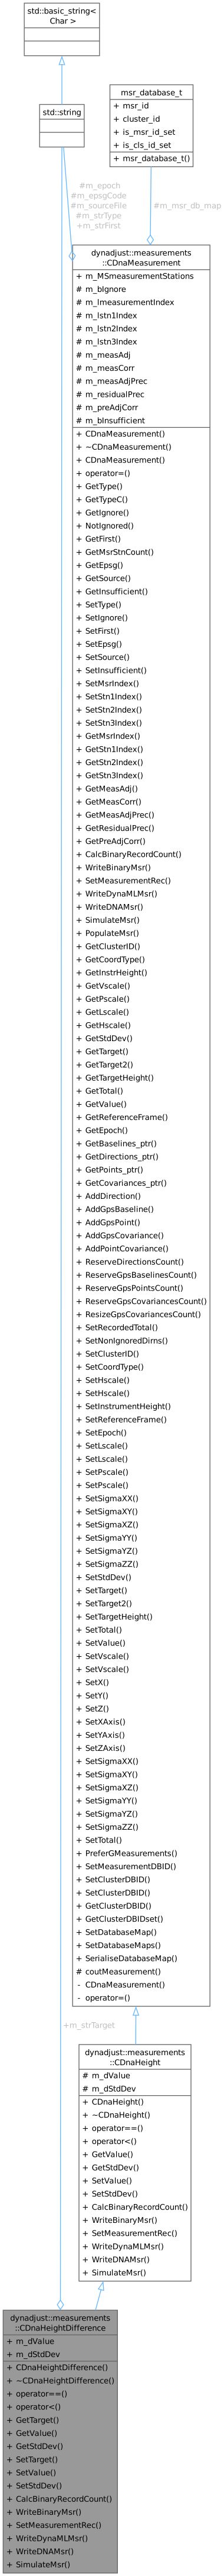 std::basic_string<
Char >
std::string
msr_database_t
+ msr_id
+ cluster_id
+ is_msr_id_set
+ is_cls_id_set
+ msr_database_t()
#m_epoch
#m_epsgCode
#m_sourceFile
#m_strType
+m_strFirst
#m_msr_db_map
dynadjust::measurements
::CDnaMeasurement
+ m_MSmeasurementStations
# m_bIgnore
# m_lmeasurementIndex
# m_lstn1Index
# m_lstn2Index
# m_lstn3Index
# m_measAdj
# m_measCorr
# m_measAdjPrec
# m_residualPrec
# m_preAdjCorr
# m_bInsufficient
+ CDnaMeasurement()
+ ~CDnaMeasurement()
+ CDnaMeasurement()
+ operator=()
+ GetType()
+ GetTypeC()
+ GetIgnore()
+ NotIgnored()
+ GetFirst()
+ GetMsrStnCount()
+ GetEpsg()
+ GetSource()
+ GetInsufficient()
+ SetType()
+ SetIgnore()
+ SetFirst()
+ SetEpsg()
+ SetSource()
+ SetInsufficient()
+ SetMsrIndex()
+ SetStn1Index()
+ SetStn2Index()
+ SetStn3Index()
+ GetMsrIndex()
+ GetStn1Index()
+ GetStn2Index()
+ GetStn3Index()
+ GetMeasAdj()
+ GetMeasCorr()
+ GetMeasAdjPrec()
+ GetResidualPrec()
+ GetPreAdjCorr()
+ CalcBinaryRecordCount()
+ WriteBinaryMsr()
+ SetMeasurementRec()
+ WriteDynaMLMsr()
+ WriteDNAMsr()
+ SimulateMsr()
+ PopulateMsr()
+ GetClusterID()
+ GetCoordType()
+ GetInstrHeight()
+ GetVscale()
+ GetPscale()
+ GetLscale()
+ GetHscale()
+ GetStdDev()
+ GetTarget()
+ GetTarget2()
+ GetTargetHeight()
+ GetTotal()
+ GetValue()
+ GetReferenceFrame()
+ GetEpoch()
+ GetBaselines_ptr()
+ GetDirections_ptr()
+ GetPoints_ptr()
+ GetCovariances_ptr()
+ AddDirection()
+ AddGpsBaseline()
+ AddGpsPoint()
+ AddGpsCovariance()
+ AddPointCovariance()
+ ReserveDirectionsCount()
+ ReserveGpsBaselinesCount()
+ ReserveGpsPointsCount()
+ ReserveGpsCovariancesCount()
+ ResizeGpsCovariancesCount()
+ SetRecordedTotal()
+ SetNonIgnoredDirns()
+ SetClusterID()
+ SetCoordType()
+ SetHscale()
+ SetHscale()
+ SetInstrumentHeight()
+ SetReferenceFrame()
+ SetEpoch()
+ SetLscale()
+ SetLscale()
+ SetPscale()
+ SetPscale()
+ SetSigmaXX()
+ SetSigmaXY()
+ SetSigmaXZ()
+ SetSigmaYY()
+ SetSigmaYZ()
+ SetSigmaZZ()
+ SetStdDev()
+ SetTarget()
+ SetTarget2()
+ SetTargetHeight()
+ SetTotal()
+ SetValue()
+ SetVscale()
+ SetVscale()
+ SetX()
+ SetY()
+ SetZ()
+ SetXAxis()
+ SetYAxis()
+ SetZAxis()
+ SetSigmaXX()
+ SetSigmaXY()
+ SetSigmaXZ()
+ SetSigmaYY()
+ SetSigmaYZ()
+ SetSigmaZZ()
+ SetTotal()
+ PreferGMeasurements()
+ SetMeasurementDBID()
+ SetClusterDBID()
+ SetClusterDBID()
+ GetClusterDBID()
+ GetClusterDBIDset()
+ SetDatabaseMap()
+ SetDatabaseMaps()
+ SerialiseDatabaseMap()
# coutMeasurement()
- CDnaMeasurement()
- operator=()
+m_strTarget
dynadjust::measurements
::CDnaHeight
# m_dValue
# m_dStdDev
+ CDnaHeight()
+ ~CDnaHeight()
+ operator==()
+ operator<()
+ GetValue()
+ GetStdDev()
+ SetValue()
+ SetStdDev()
+ CalcBinaryRecordCount()
+ WriteBinaryMsr()
+ SetMeasurementRec()
+ WriteDynaMLMsr()
+ WriteDNAMsr()
+ SimulateMsr()
dynadjust::measurements
::CDnaHeightDifference
+ m_dValue
+ m_dStdDev
+ CDnaHeightDifference()
+ ~CDnaHeightDifference()
+ operator==()
+ operator<()
+ GetTarget()
+ GetValue()
+ GetStdDev()
+ SetTarget()
+ SetValue()
+ SetStdDev()
+ CalcBinaryRecordCount()
+ WriteBinaryMsr()
+ SetMeasurementRec()
+ WriteDynaMLMsr()
+ WriteDNAMsr()
+ SimulateMsr()